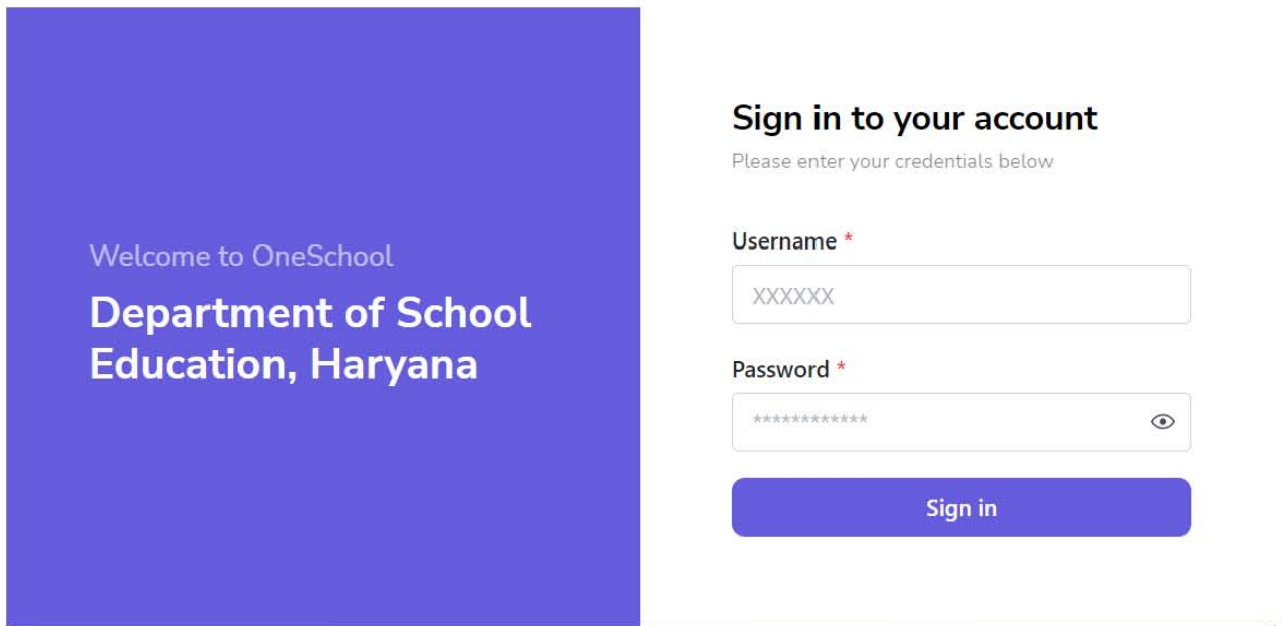 Welcome to OneSchool
Department of School
Education, Haryana
Sign in to your account
Please enter your credentials below
Username *
XXXXXX
Password *
************
Sign in